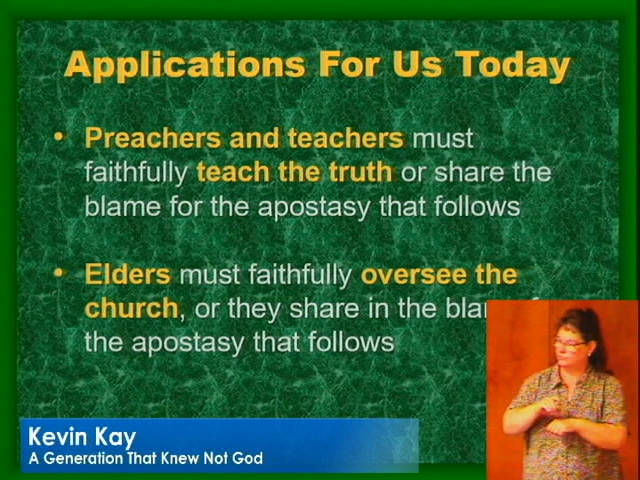 Applications For Us Today
• Preachers and teachers must
faithfully teach the truth or share the
blame for the apostasy that follows
• Elders must faithfully oversee the
church, or they share in the
the apostasy that follows
Kevin Kay
A Generation That Knew Not God